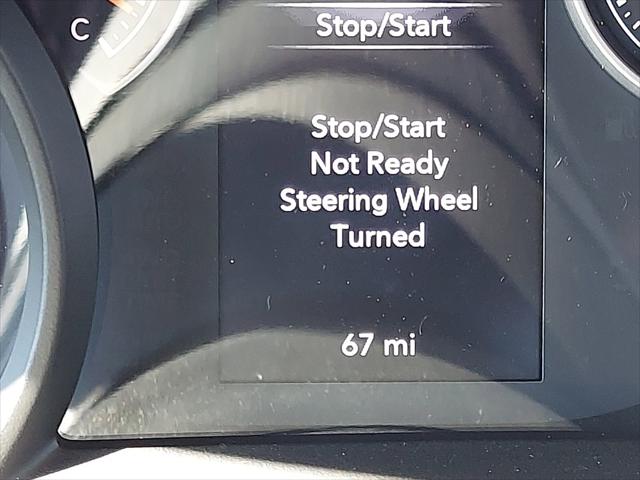 C
Stop/Start
Stop/Start
Not Ready
Steering Wheel
Turned
67 mi